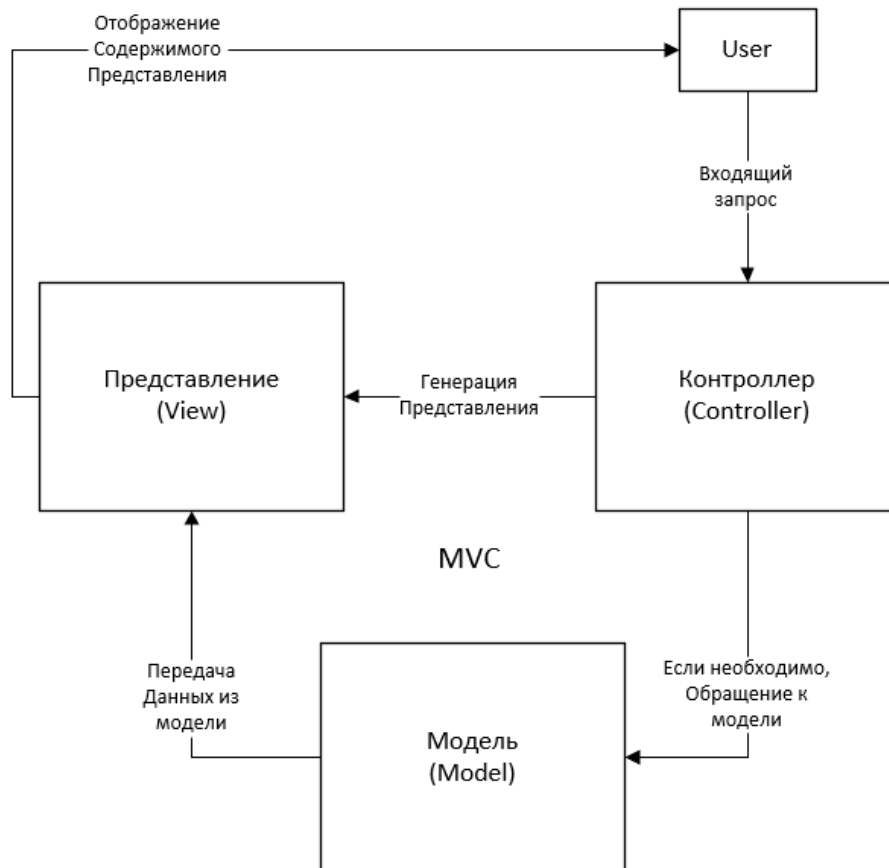 Отображение
Содержимого
Представления
User
Входящий
запрос
Представление
(View)
Генерация
Представления
Контроллер
(Controller)
MVC
Передача
Данных из
модели
Модель
(Model)
Если необходимо,
Обращение к
модели